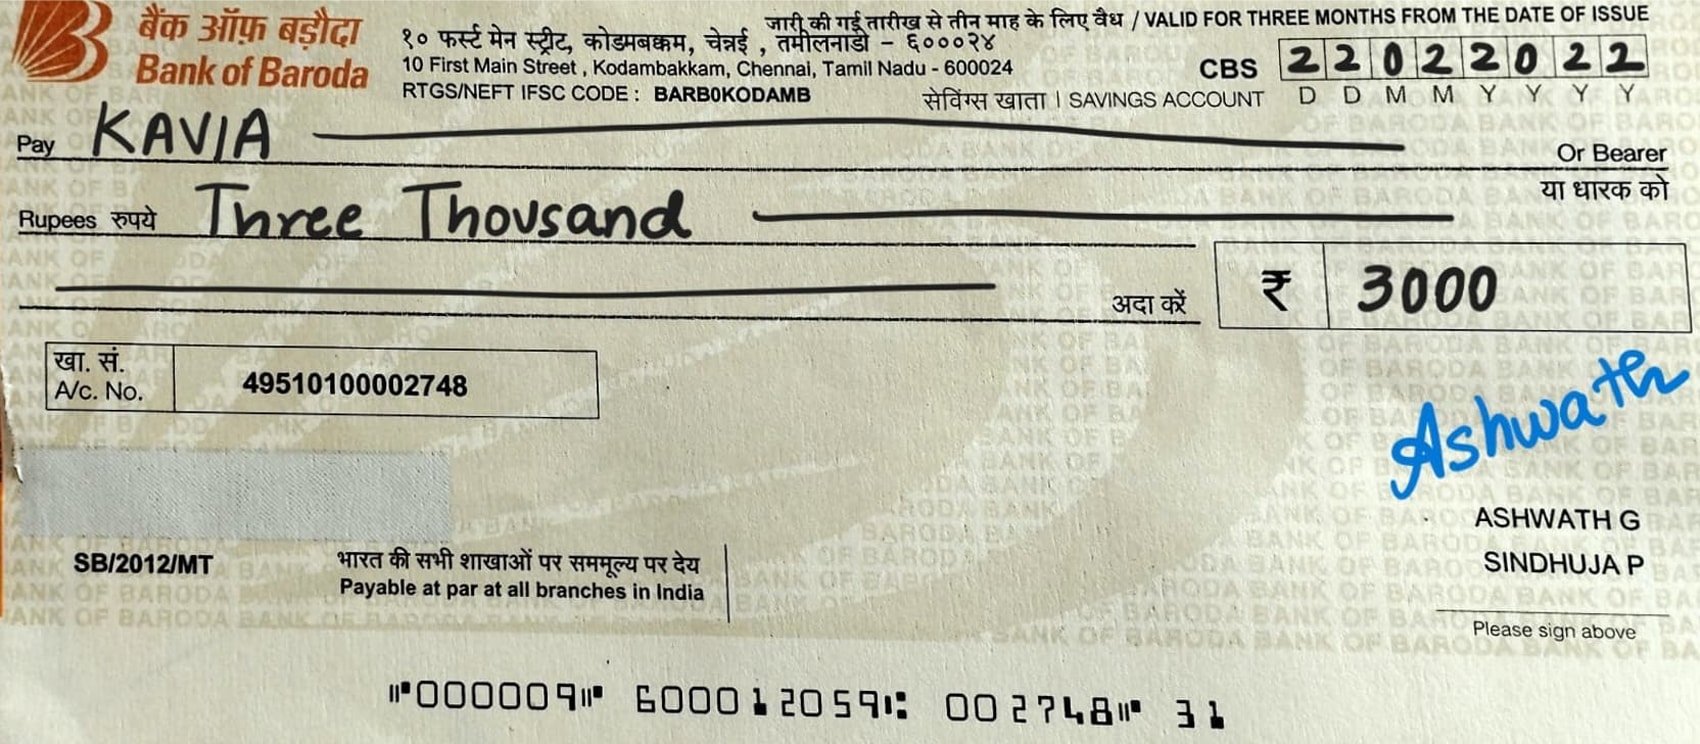 बैंक ऑफ़ बड़ौदा
Bank of Baroda
जारी की गई तारीख से तीन माह के लिए वैध / VALID FOR THREE MONTHS FROM THE DATE OF ISSUE
१० फर्स्ट मेन स्ट्रीट, कोडमबक्कम, चेन्नई , तमीलनाडी – ६०००२४
10 First Main Street , Kodambakkam, Chennai, Tamil Nadu - 600024
CBS 22022022
RTGS/NEFT IFSC CODE : BARB0KODAMB
सेविंग्स खाता | SAVINGS ACCOUNT D D M M Y Y Y Y
Pay KAVIA
Or Bearer
या धारक को
Rupees रुपये Three Thousand
अदा करें ₹ 3000
खा. सं.
A/c. No. 49510100002748
Ashwath
ASHWATH G
SINDHUJA P
SB/2012/MT
भारत की सभी शाखाओं पर सममूल्य पर देय
Payable at par at all branches in India
Please sign above
⑈000009⑈ 600012059⑆ 002748⑈ 31